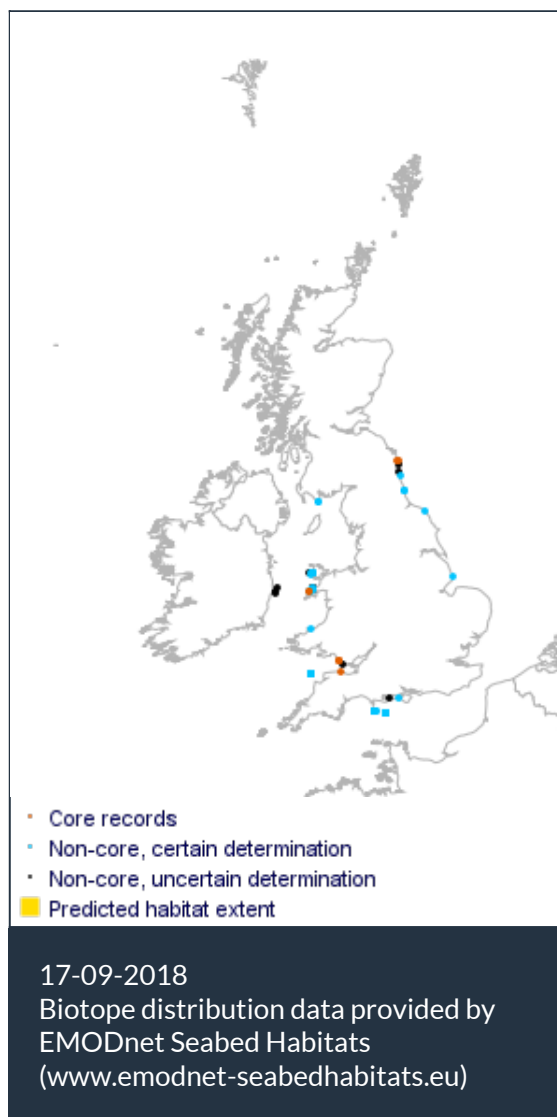 Core records
Non-core, certain determination
Non-core, uncertain determination
Predicted habitat extent
17-09-2018
Biotope distribution data provided by
EMODnet Seabed Habitats
(www.emodnet-seabedhabitats.eu)